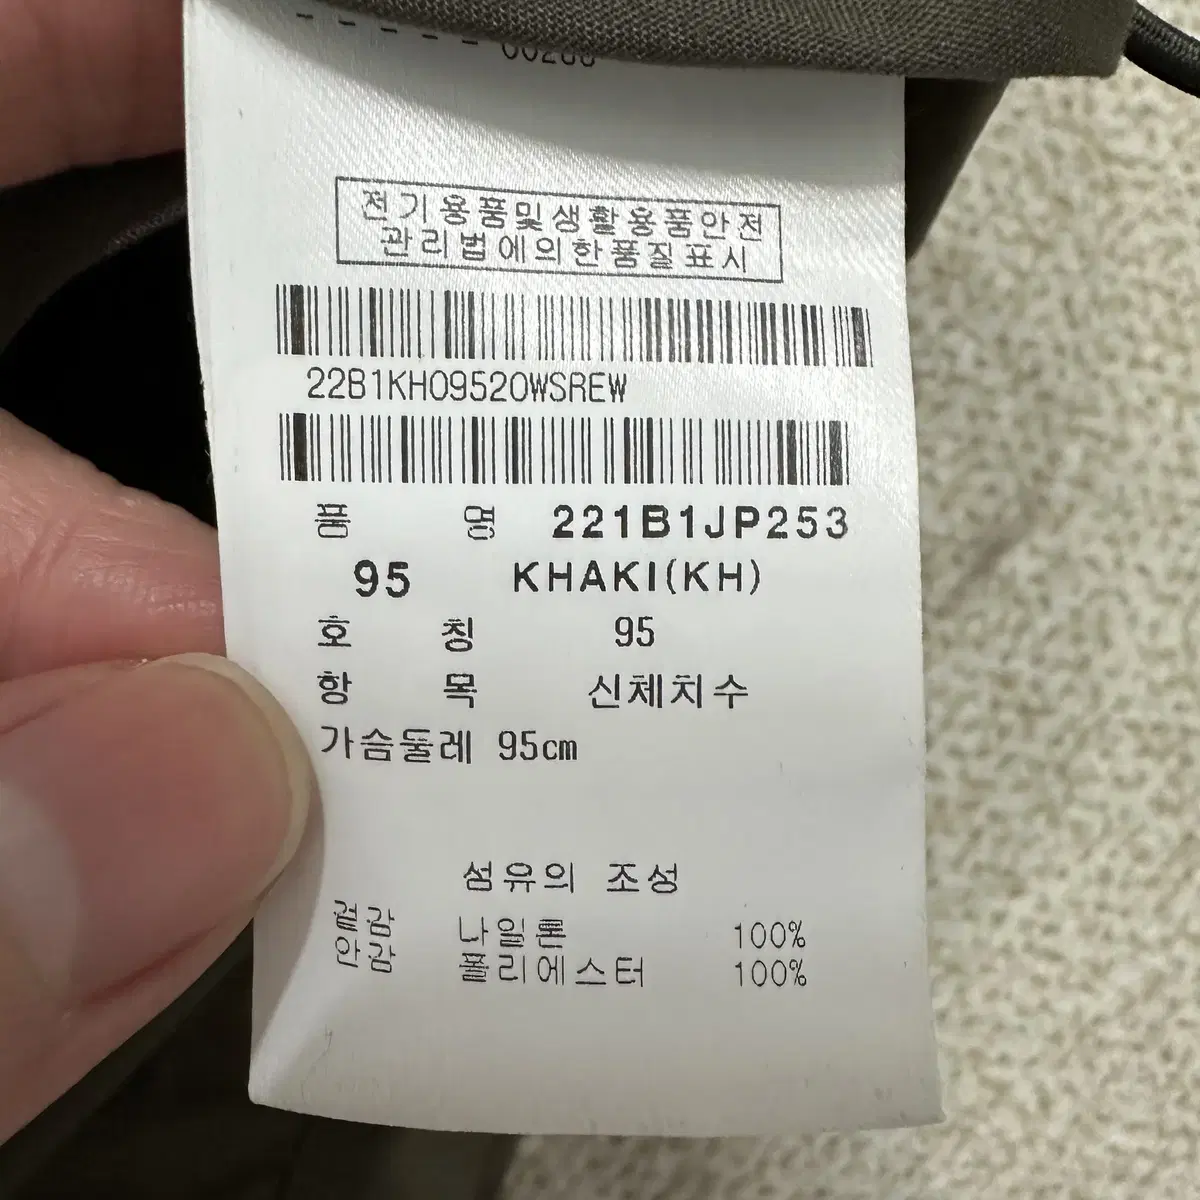 전기용품및생활용품안전
관리법에의한품질표시
22B1KH09520WSREW
품 명 221B1JP253
95 KHAKI(KH)
호 칭 95
항 목 신체치수
가슴둘레 95cm
섬유의 조성
겉감 나일론 100%
안감 폴리에스터 100%